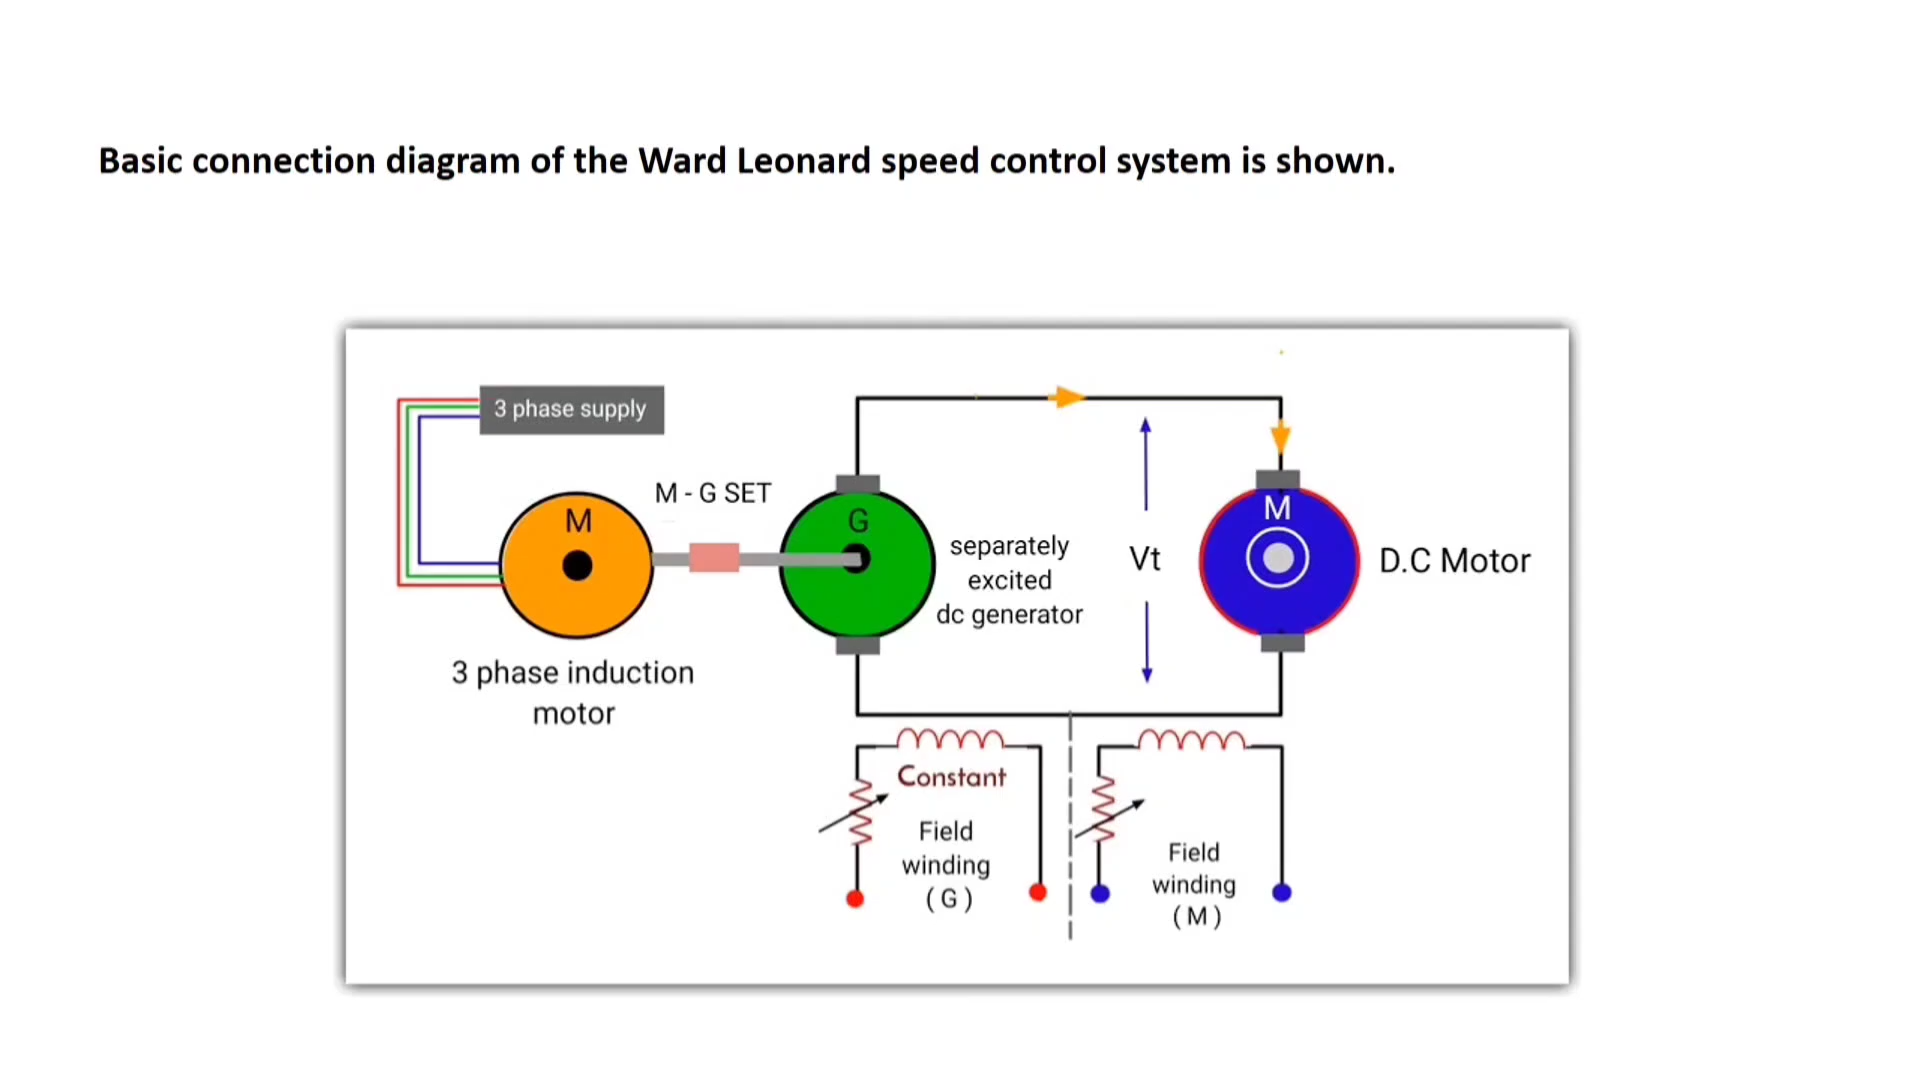 Basic connection diagram of the Ward Leonard speed control system is shown.
3 phase supply
M - G SET
M
G
M
separately
excited
dc generator
Vt
D.C Motor
3 phase induction
motor
Constant
Field
winding
( G )
Field
winding
( M )